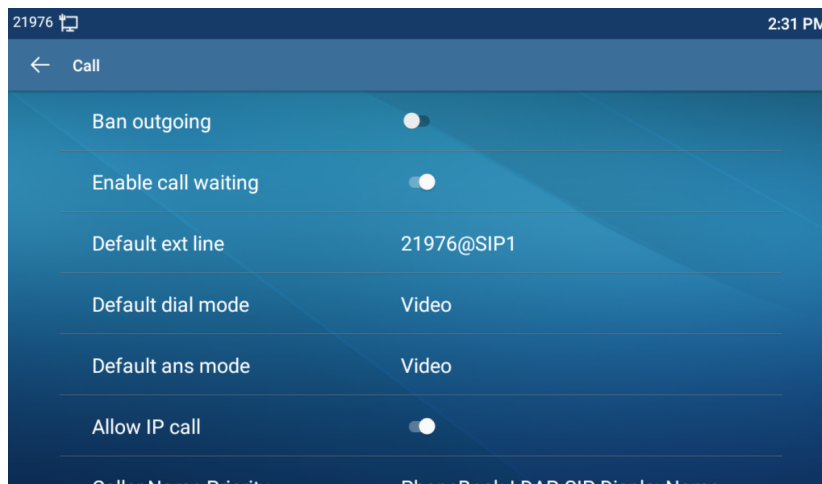 21976
2:31 PM
Call
Ban outgoing
Enable call waiting
Default ext line 21976@SIP1
Default dial mode Video
Default ans mode Video
Allow IP call